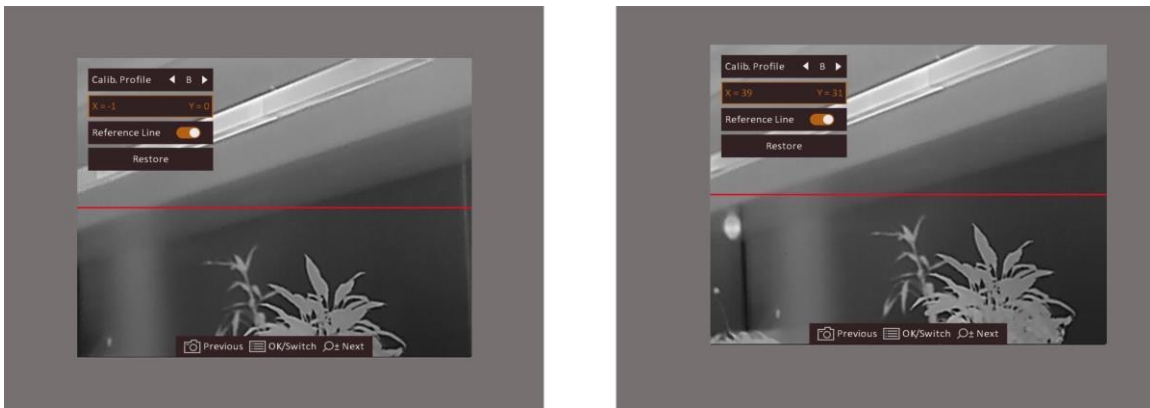 Calib. Profile ◀ B ▶
X = -1 Y = 0
Reference Line
Restore
Previous OK/Switch ± Next
Calib. Profile ◀ B ▶
X = 39 Y = 31
Reference Line
Restore
Previous OK/Switch ± Next